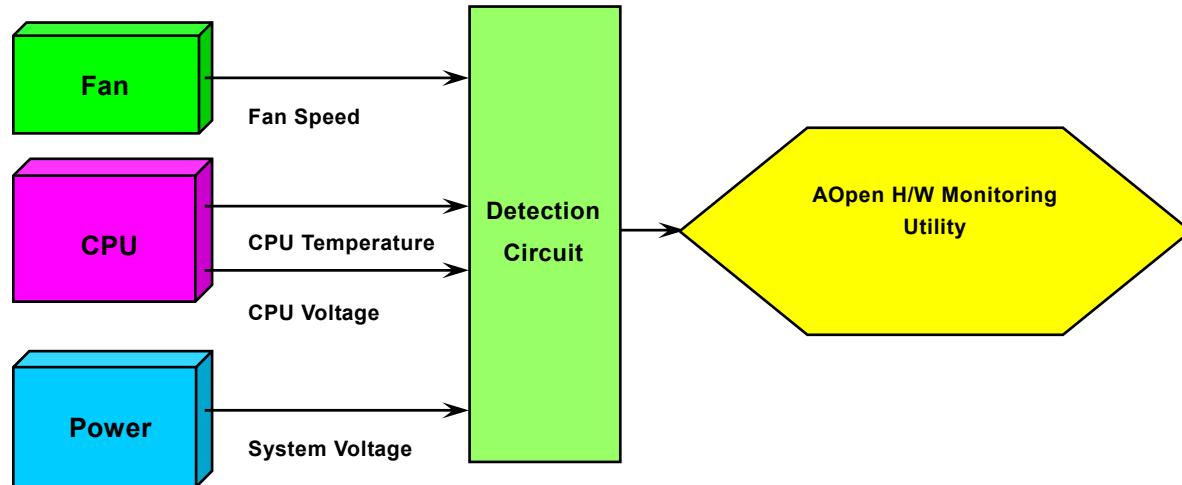 Fan
Fan Speed
CPU
CPU Temperature
CPU Voltage
Power
System Voltage
Detection
Circuit
AOpen H/W Monitoring
Utility